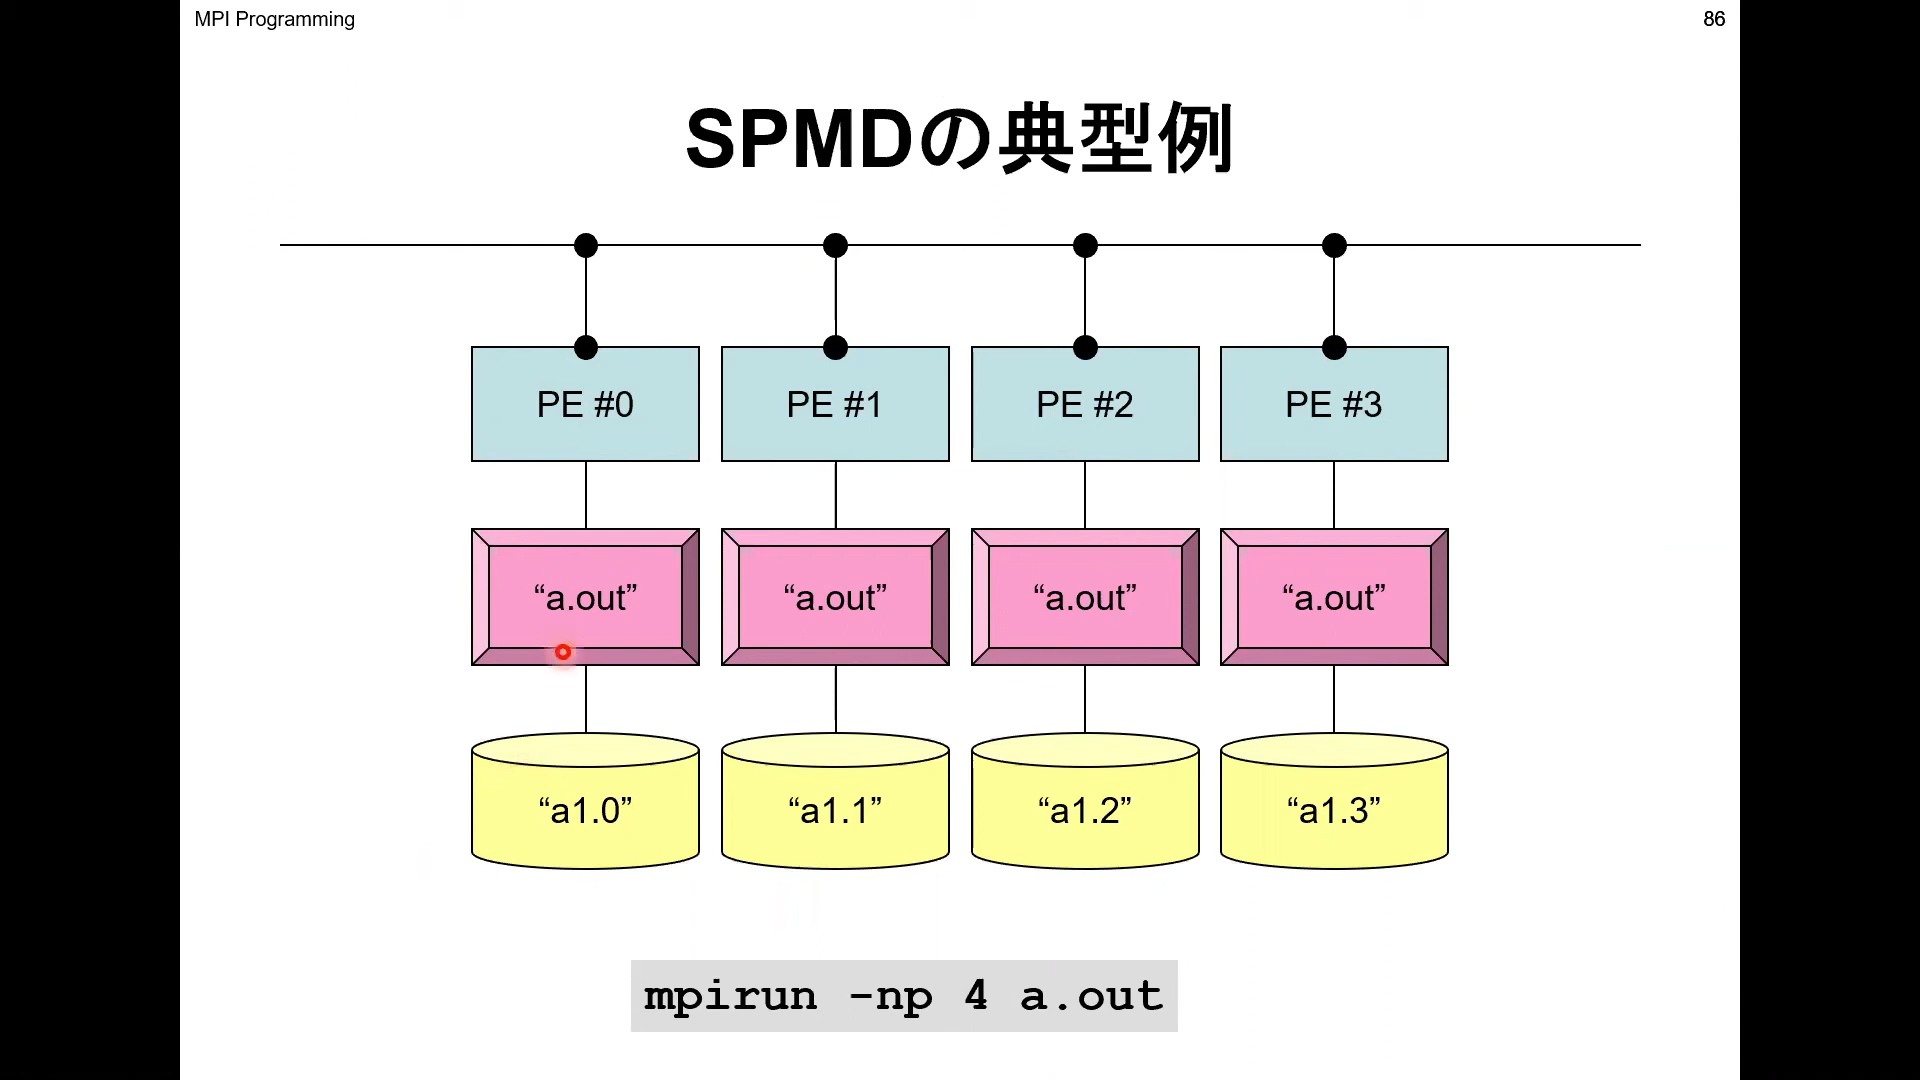 MPI Programming
86
SPMDの典型例
PE #0
PE #1
PE #2
PE #3
“a.out”
“a.out”
“a.out”
“a.out”
“a1.0”
“a1.1”
“a1.2”
“a1.3”
mpirun -np 4 a.out